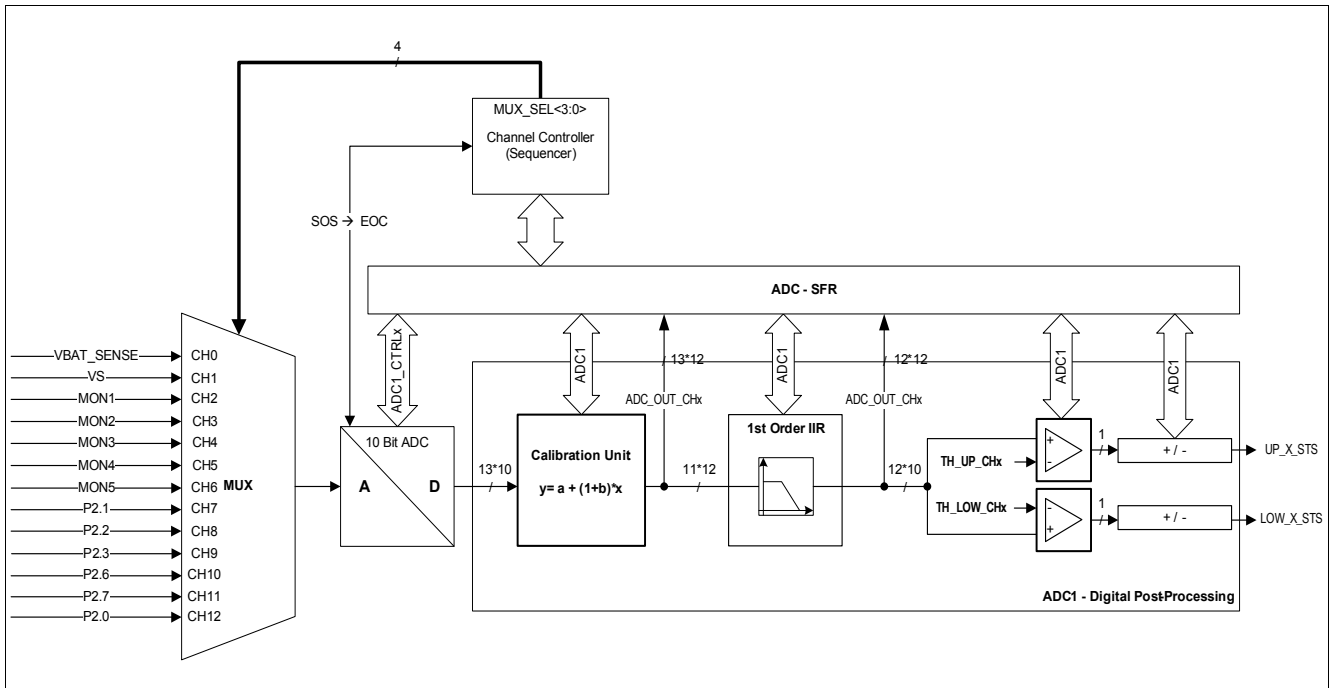 4
MUX_SEL<3:0>
Channel Controller
(Sequencer)
SOS → EOC
ADC - SFR
ADC1_CTRLx
ADC1
13*12
ADC1
12*12
ADC1
ADC1
VBAT_SENSE
CH0
VS
CH1
MON1
CH2
MON2
CH3
MON3
CH4
MON4
CH5
MON5
CH6
MUX
P2.1
CH7
P2.2
CH8
P2.3
CH9
P2.6
CH10
P2.7
CH11
P2.0
CH12
10 Bit ADC
A
D
13*10
Calibration Unit
y= a + (1+b)*x
ADC_OUT_CHx
11*12
1st Order IIR
ADC_OUT_CHx
12*10
TH_UP_CHx
+
-
1
+ / -
UP_X_STS
TH_LOW_CHx
-
+
1
+ / -
LOW_X_STS
ADC1 - Digital Post-Processing